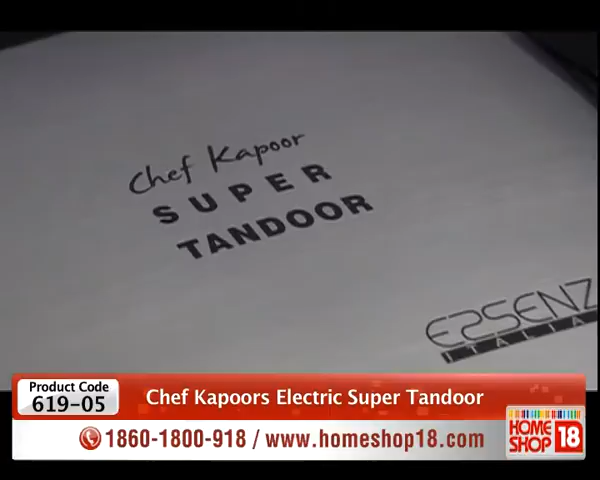 Chef Kapoor
SUPER
TANDOOR
ESSENZ
ITALIA
Product Code
619-05
Chef Kapoors Electric Super Tandoor
1860-1800-918 / www.homeshop18.com
HOME
SHOP
18